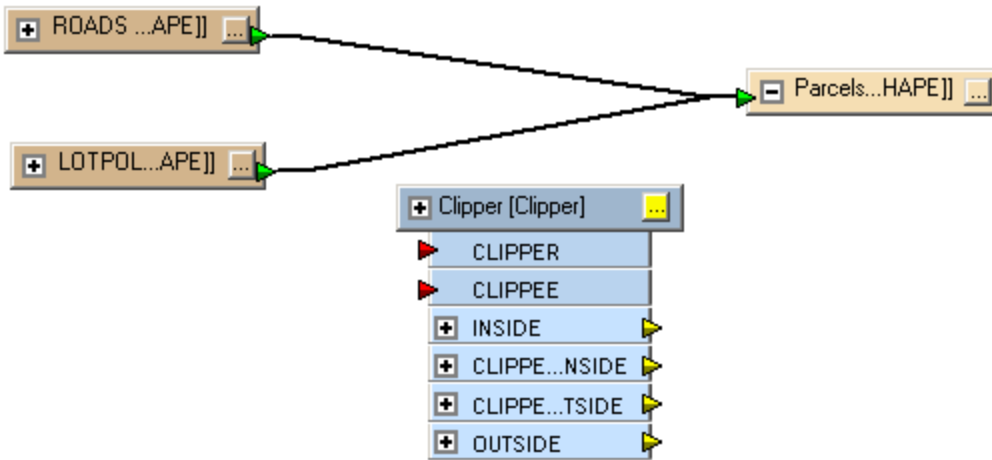 ROADS ...APE]] ...
Parcels...HAPE]] ...
LOTPOL...APE]] ...
Clipper [Clipper] ...
CLIPPER
CLIPPEE
INSIDE
CLIPPE...NSIDE
CLIPPE...TSIDE
OUTSIDE